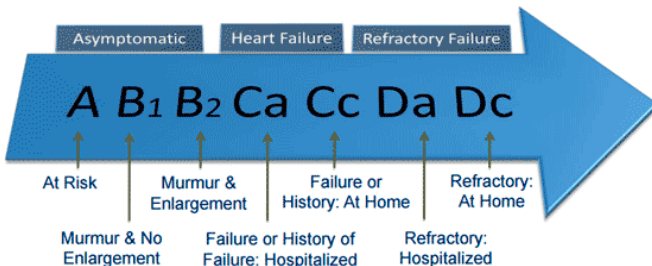 Asymptomatic Heart Failure Refractory Failure
A B1 B2 Ca Cc Da Dc
At Risk
Murmur &
Enlargement
Failure or
History: At Home
Refractory:
At Home
Murmur & No
Enlargement
Failure or History of
Failure: Hospitalized
Refractory:
Hospitalized